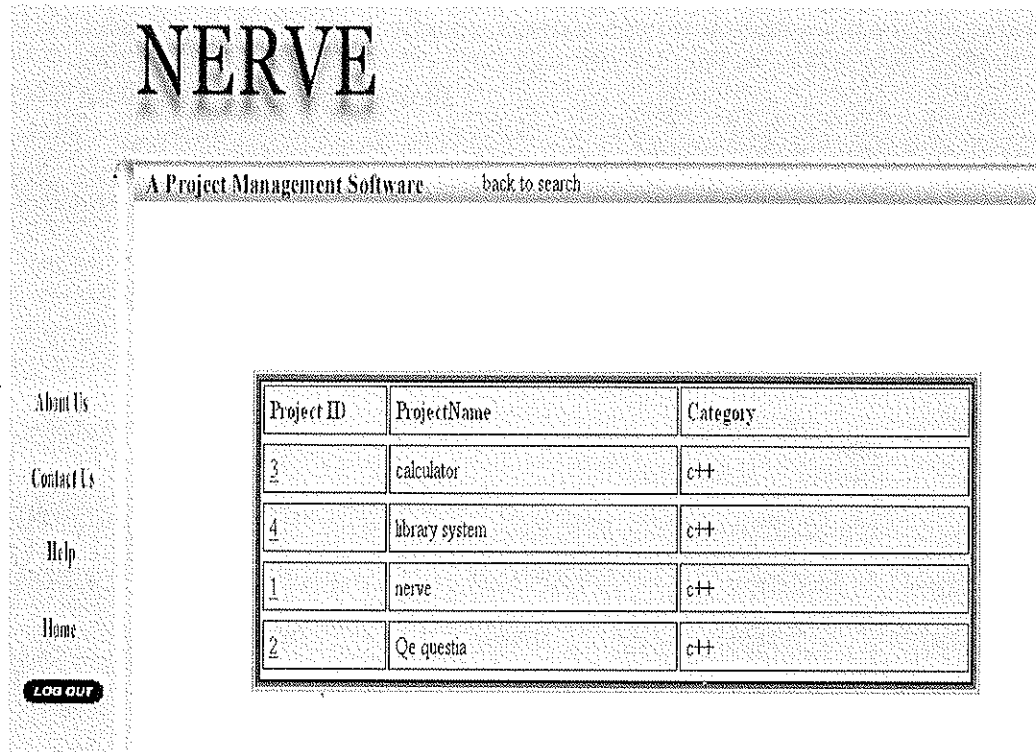 NERVE
A Project Management Software back to search
About Us
Contact Us
Help
Home
LOG OUT
Project ID ProjectName Category
3 calculator c++
4 library system c++
1 nerve c++
2 Qe questia c++